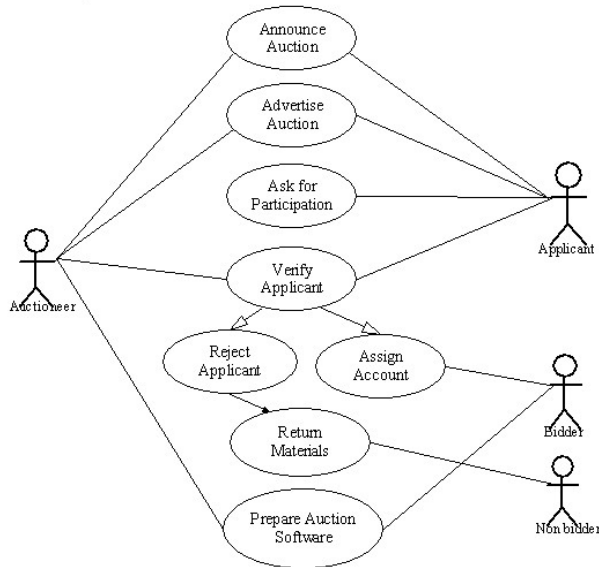 Announce
Auction
Advertise
Auction
Ask for
Participation
Applicant
Verify
Applicant
Auctioneer
Reject
Applicant
Assign
Account
Return
Materials
Bidder
Prepare Auction
Software
Non bidder